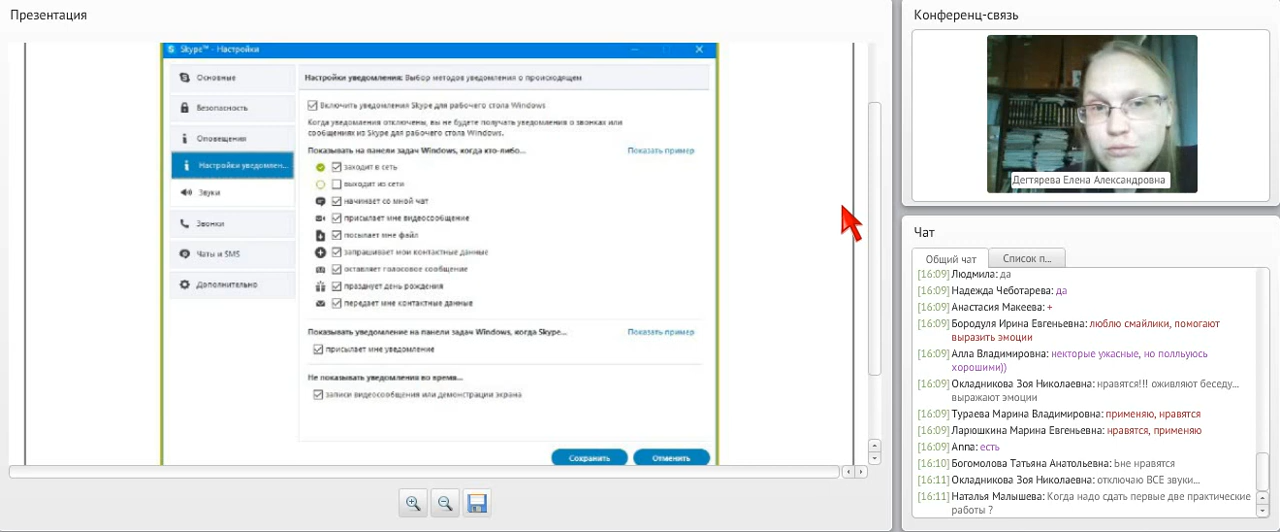 Презентация
Skype™ - Настройки
Основные
Безопасность
Оповещения
Настройки уведомлен...
Звуки
Звонки
Чаты и SMS
Дополнительно
Настройки уведомления: Выбор методов уведомления о происходящем
Включить уведомления Skype для рабочего стола Windows
Когда уведомления отключены, вы не будете получать уведомления о звонках или
сообщениях из Skype для рабочего стола Windows.
Показывать на панели задач Windows, когда кто-либо...
Показать пример
заходит в сеть
выходит из сети
начинает со мной чат
присылает мне видеосообщение
посылает мне файл
запрашивает мои контактные данные
оставляет голосовое сообщение
празднует день рождения
передает мне контактные данные
Показывать уведомление на панели задач Windows, когда Skype...
Показать пример
присылает мне уведомление
Не показывать уведомления во время...
записи видеосообщения или демонстрации экрана
Сохранить
Отменить
Конференц-связь
Дегтярева Елена Александровна
Чат
Общий чат
Список п...
[16:09] Людмила: да
[16:09] Надежда Чеботарева: да
[16:09] Анастасия Макеева: +
[16:09] Бородуля Ирина Евгеньевна: люблю смайлики, помогают
выразить эмоции
[16:09] Алла Владимировна: некторые ужасные, но полльуюсь
хорошими))
[16:09] Окладникова Зоя Николаевна: нравятся!!! оживляют беседу...
выражают эмоции
[16:09] Тураева Марина Владимировна: применяю, нравятся
[16:09] Ларюшкина Марина Евгеньевна: нравятся, применяю
[16:09] Anna: есть
[16:10] Богомолова Татьяна Анатольевна: Ьне нравятся
[16:11] Окладникова Зоя Николаевна: отключаю ВСЕ звуки...
[16:11] Наталья Малышева: Когда надо сдать первые две практические
работы ?